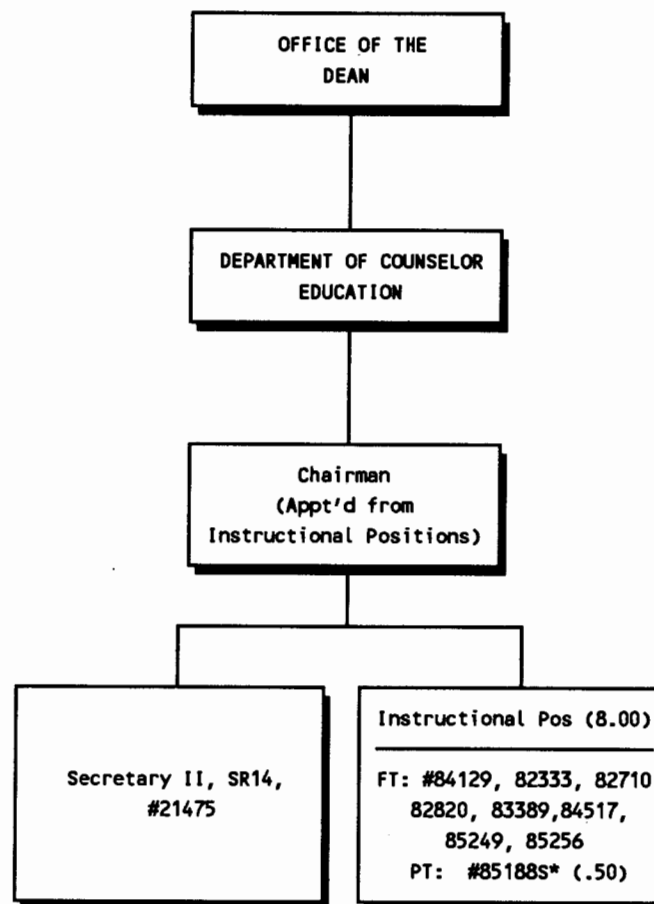 OFFICE OF THE
DEAN
DEPARTMENT OF COUNSELOR
EDUCATION
Chairman
(Appt'd from
Instructional Positions)
Secretary II, SR14,
#21475
Instructional Pos (8.00)
FT: #84129, 82333, 82710
82820, 83389,84517,
85249, 85256
PT: #85188S* (.50)